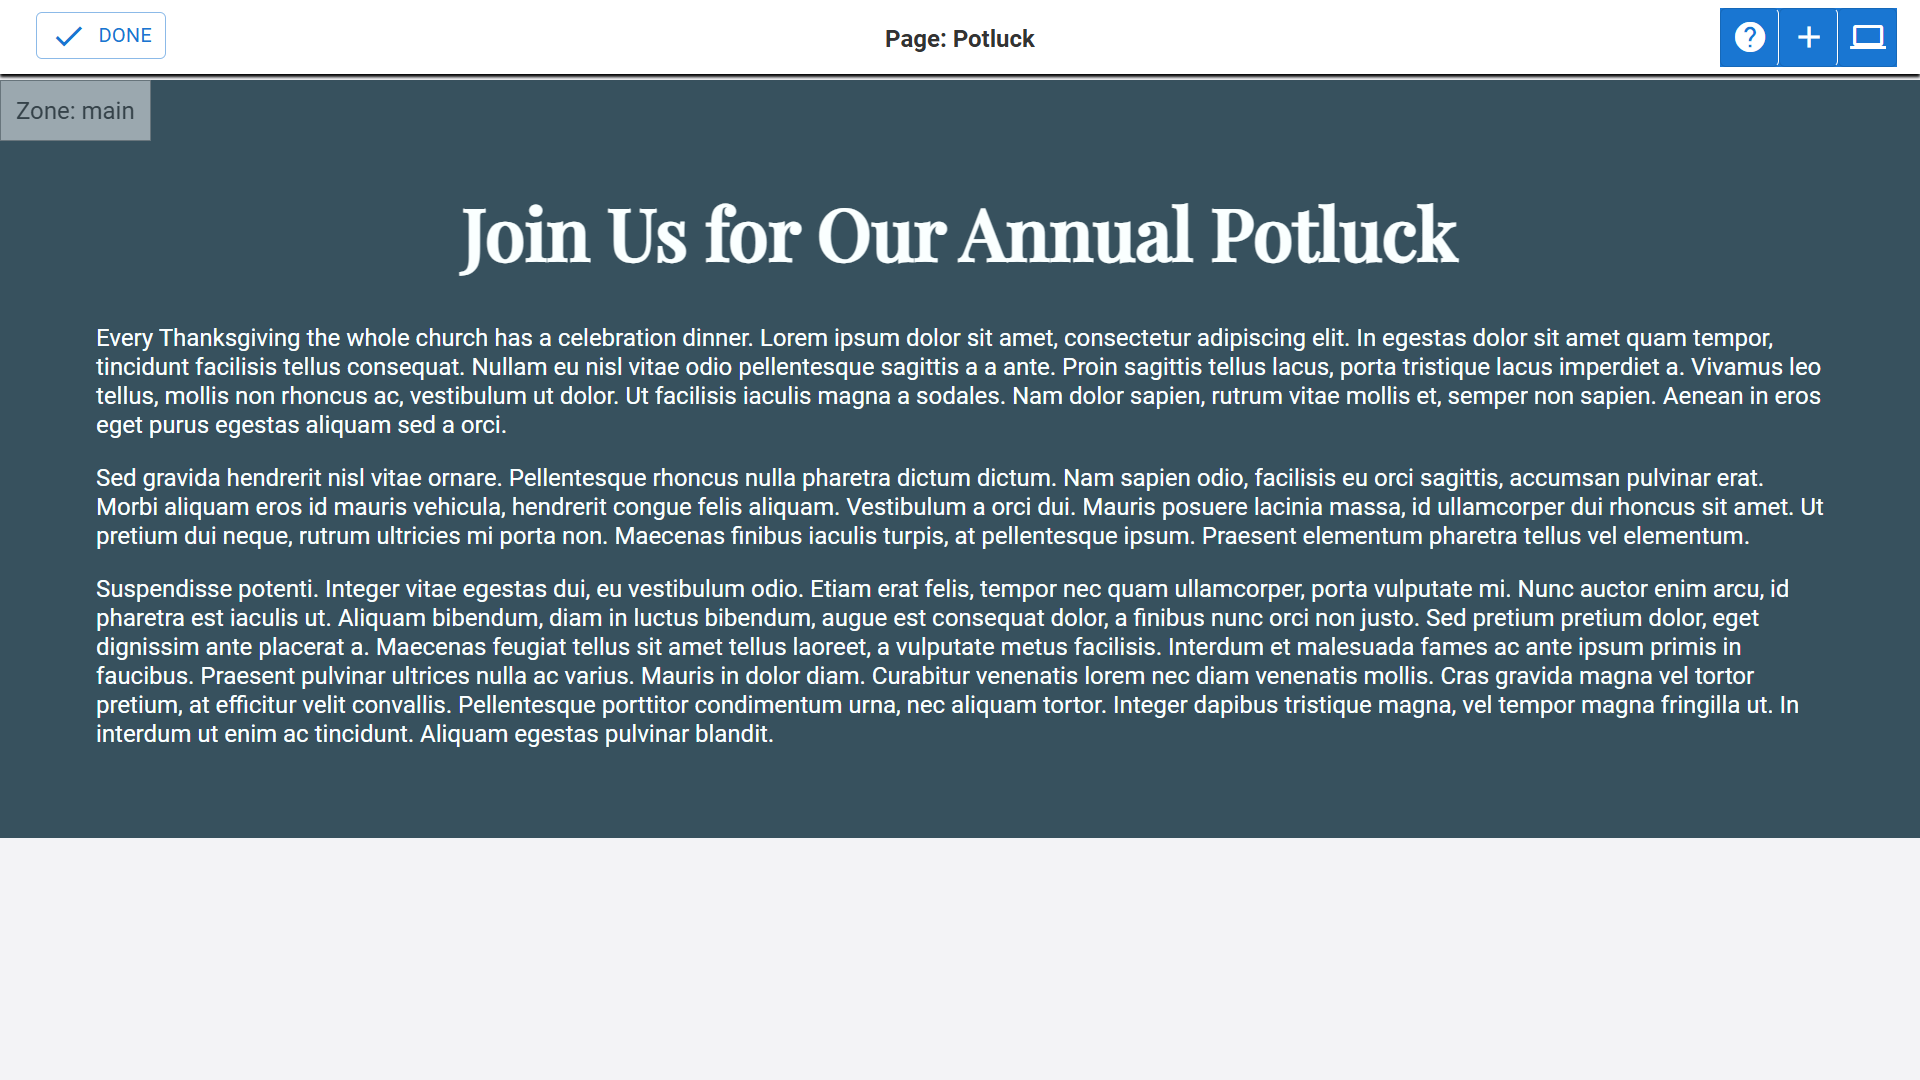 DONE
Page: Potluck
Zone: main
Join Us for Our Annual Potluck
Every Thanksgiving the whole church has a celebration dinner. Lorem ipsum dolor sit amet, consectetur adipiscing elit. In egestas dolor sit amet quam tempor,
tincidunt facilisis tellus consequat. Nullam eu nisl vitae odio pellentesque sagittis a a ante. Proin sagittis tellus lacus, porta tristique lacus imperdiet a. Vivamus leo
tellus, mollis non rhoncus ac, vestibulum ut dolor. Ut facilisis iaculis magna a sodales. Nam dolor sapien, rutrum vitae mollis et, semper non sapien. Aenean in eros
eget purus egestas aliquam sed a orci.
Sed gravida hendrerit nisl vitae ornare. Pellentesque rhoncus nulla pharetra dictum dictum. Nam sapien odio, facilisis eu orci sagittis, accumsan pulvinar erat.
Morbi aliquam eros id mauris vehicula, hendrerit congue felis aliquam. Vestibulum a orci dui. Mauris posuere lacinia massa, id ullamcorper dui rhoncus sit amet. Ut
pretium dui neque, rutrum ultricies mi porta non. Maecenas finibus iaculis turpis, at pellentesque ipsum. Praesent elementum pharetra tellus vel elementum.
Suspendisse potenti. Integer vitae egestas dui, eu vestibulum odio. Etiam erat felis, tempor nec quam ullamcorper, porta vulputate mi. Nunc auctor enim arcu, id
pharetra est iaculis ut. Aliquam bibendum, diam in luctus bibendum, augue est consequat dolor, a finibus nunc orci non justo. Sed pretium pretium dolor, eget
dignissim ante placerat a. Maecenas feugiat tellus sit amet tellus laoreet, a vulputate metus facilisis. Interdum et malesuada fames ac ante ipsum primis in
faucibus. Praesent pulvinar ultrices nulla ac varius. Mauris in dolor diam. Curabitur venenatis lorem nec diam venenatis mollis. Cras gravida magna vel tortor
pretium, at efficitur velit convallis. Pellentesque porttitor condimentum urna, nec aliquam tortor. Integer dapibus tristique magna, vel tempor magna fringilla ut. In
interdum ut enim ac tincidunt. Aliquam egestas pulvinar blandit.